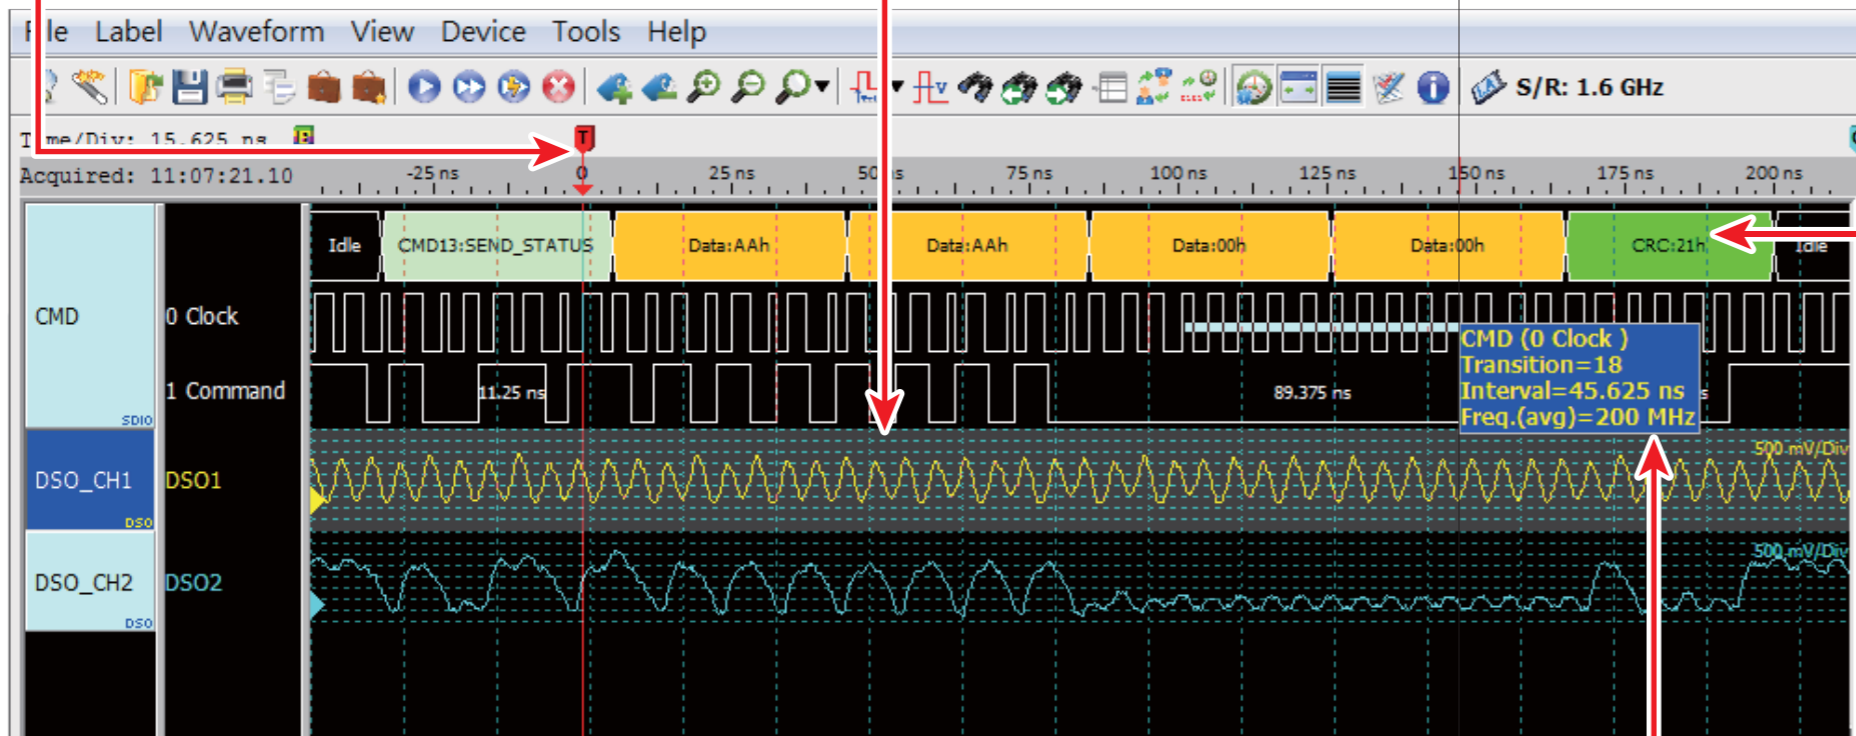 File Label Waveform View Device Tools Help
S/R: 1.6 GHz
Time/Div: 15.625 ns
T
Acquired: 11:07:21.10
-25 ns 0 25 ns 50 ns 75 ns 100 ns 125 ns 150 ns 175 ns 200 ns
Idle CMD13:SEND_STATUS Data:AAh Data:AAh Data:00h Data:00h CRC:21h Idle
CMD 0 Clock
1 Command 11.25 ns 89.375 ns s
SDIO
CMD (0 Clock )
Transition=18
Interval=45.625 ns
Freq.(avg)=200 MHz
500 mV/Div
DSO_CH1 DSO1
DSO
500 mV/Div
DSO_CH2 DSO2
DSO